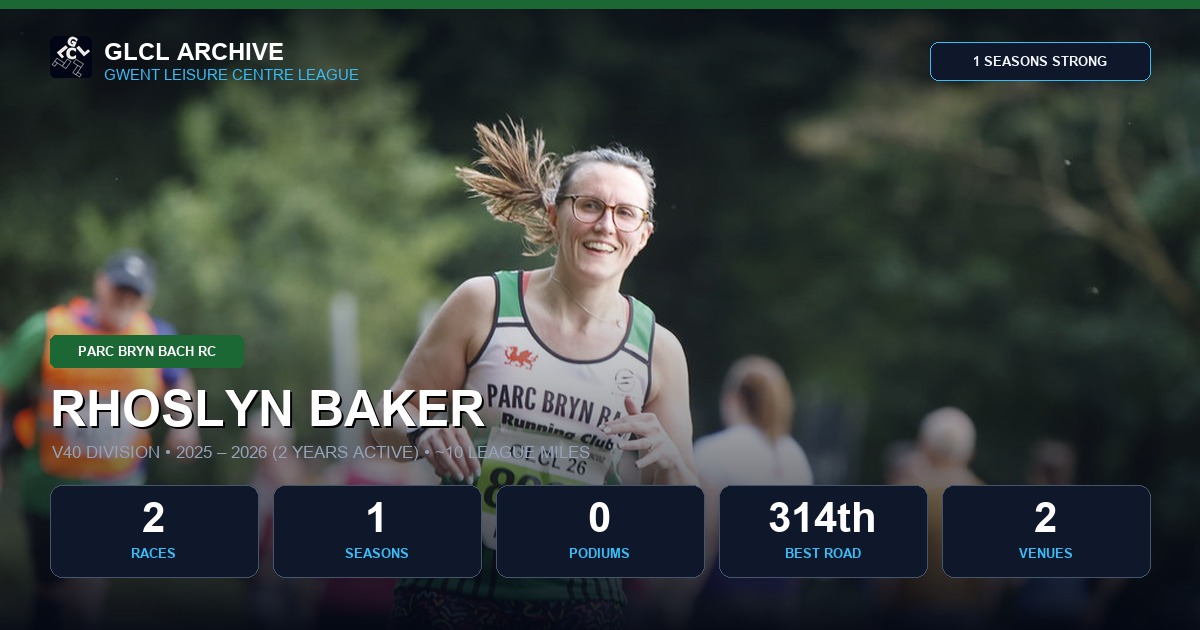 GLCL ARCHIVE
GWENT LEISURE CENTRE LEAGUE
1 SEASONS STRONG
PARC BRYN
Running Club
CL 26
PARC BRYN BACH RC
RHOSLYN BAKER
V40 DIVISION • 2025 – 2026 (2 YEARS ACTIVE) • ~10 LEAGUE MILES
2
RACES
1
SEASONS
0
PODIUMS
314th
BEST ROAD
2
VENUES